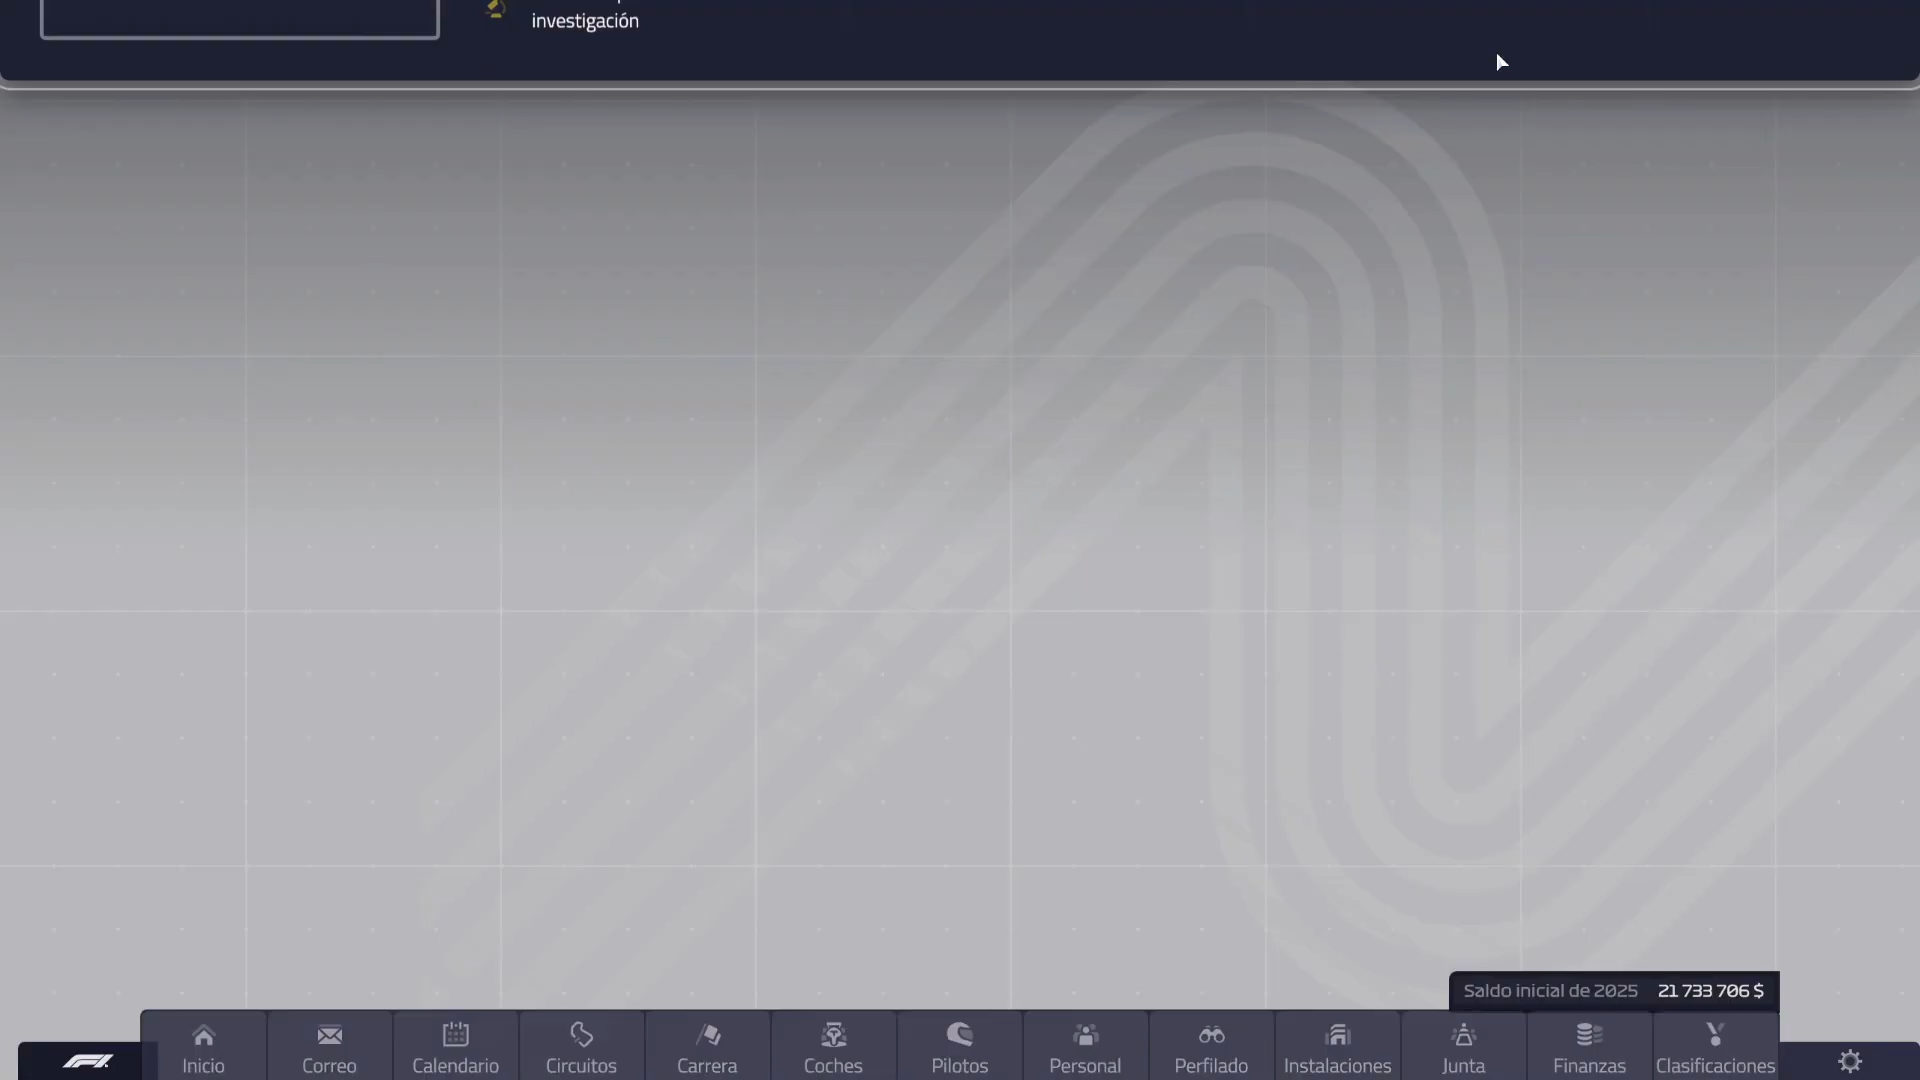 investigación
Saldo inicial de 2025 21 733 706 $
Inicio Correo Calendario Circuitos Carrera Coches Pilotos Personal Perfilado Instalaciones Junta Finanzas Clasificaciones